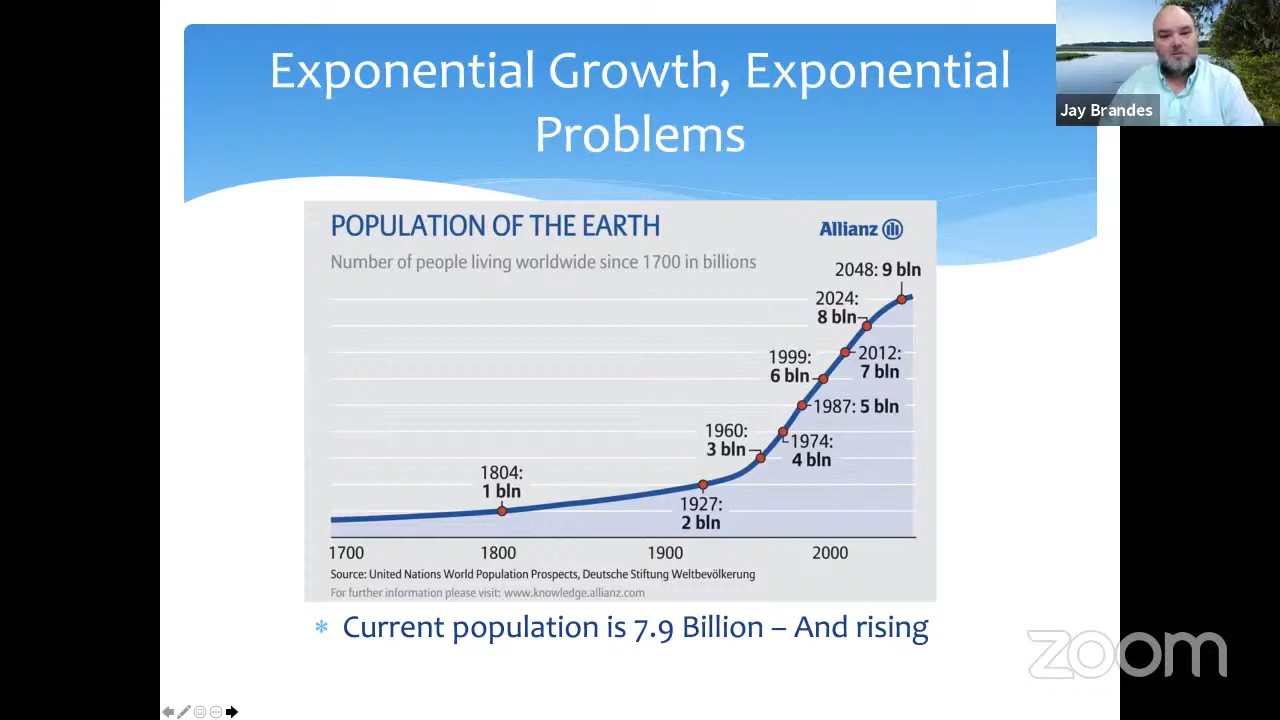 Exponential Growth, Exponential
Problems
Jay Brandes
POPULATION OF THE EARTH
Allianz
Number of people living worldwide since 1700 in billions
2048: 9 bln
2024:
8 bln
2012:
7 bln
1999:
6 bln
1987: 5 bln
1974:
4 bln
1960:
3 bln
1927:
2 bln
1804:
1 bln
1700
1800
1900
2000
Source: United Nations World Population Prospects, Deutsche Stiftung Weltbevölkerung
For further information please visit: www.knowledge.allianz.com
* Current population is 7.9 Billion – And rising
zoom